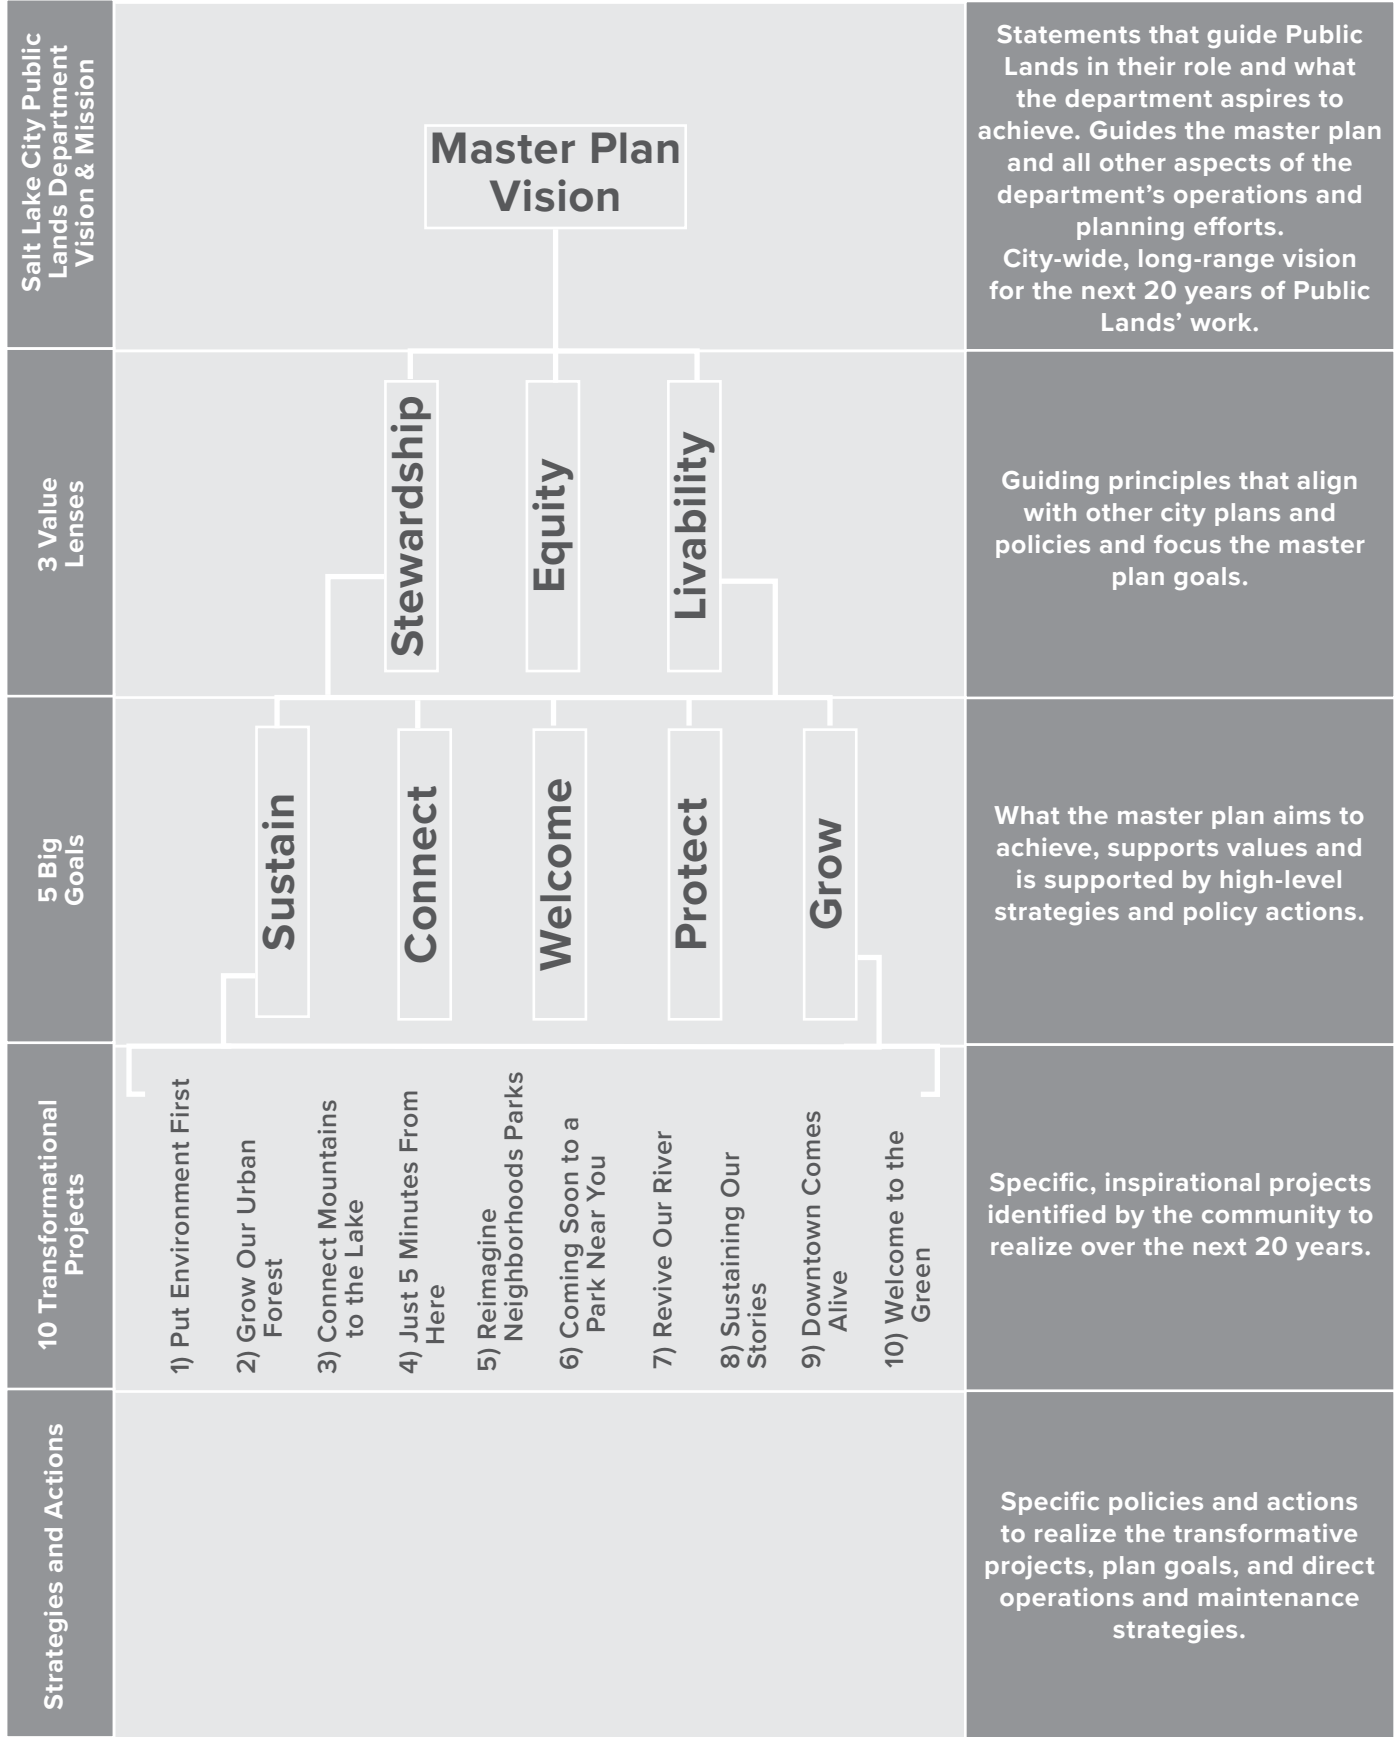 Salt Lake City Public
Lands Department
Vision & Mission
Master Plan
Vision
Statements that guide Public
Lands in their role and what
the department aspires to
achieve. Guides the master plan
and all other aspects of the
department’s operations and
planning efforts.
City-wide, long-range vision
for the next 20 years of Public
Lands’ work.
3 Value
Lenses
Stewardship
Equity
Livability
Guiding principles that align
with other city plans and
policies and focus the master
plan goals.
5 Big
Goals
Sustain
Connect
Welcome
Protect
Grow
What the master plan aims to
achieve, supports values and
is supported by high-level
strategies and policy actions.
10 Transformational
Projects
1) Put Environment First
2) Grow Our Urban
Forest
3) Connect Mountains
to the Lake
4) Just 5 Minutes From
Here
5) Reimagine
Neighborhoods Parks
6) Coming Soon to a
Park Near You
7) Revive Our River
8) Sustaining Our
Stories
9) Downtown Comes
Alive
10) Welcome to the
Green
Specific, inspirational projects
identified by the community to
realize over the next 20 years.
Strategies and Actions
Specific policies and actions
to realize the transformative
projects, plan goals, and direct
operations and maintenance
strategies.